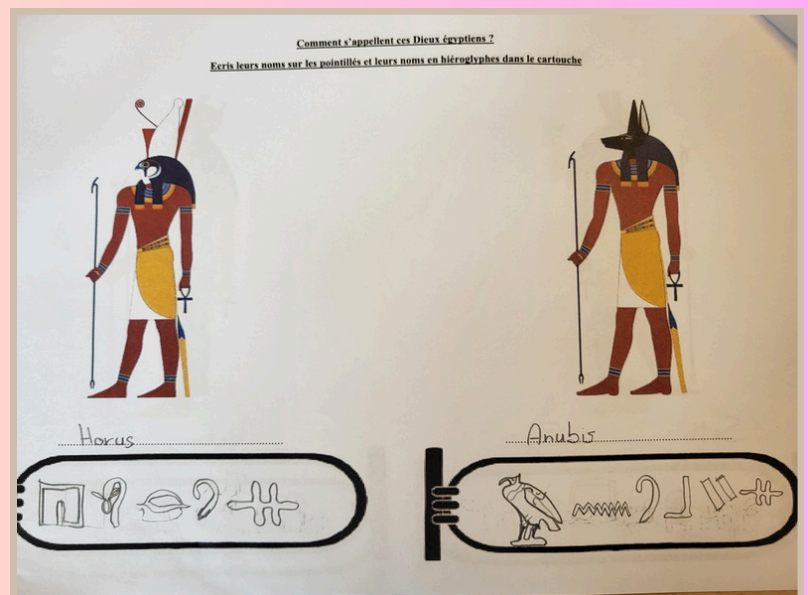 Comment s'appellent ces Dieux égyptiens ?
Ecris leurs noms sur les pointillés et leurs noms en hiéroglyphes dans le cartouche
Horus
Anubis